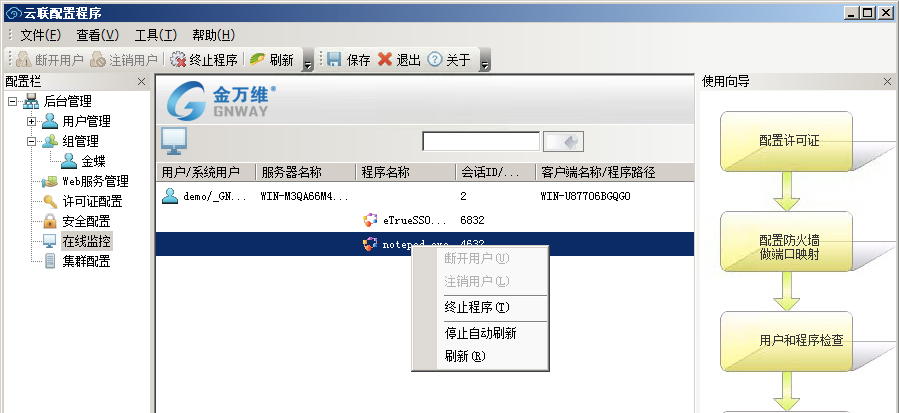 云联配置程序
文件(F) 查看(V) 工具(T) 帮助(H)
断开用户 注销用户 终止程序 刷新 保存 退出 关于
配置栏
后台管理
用户管理
组管理
金蝶
Web服务管理
许可证配置
安全配置
在线监控
集群配置
金万维®
GNWAY
用户/系统用户 服务器名称 程序名称 会话ID/... 客户端名称/程序路径
demo/_GN... WIN-M3QA66M4... 2 WIN-U87706BGQGO
eTrueSSO... 6832
notepad.exe 4632
断开用户(U)
注销用户(L)
终止程序(T)
停止自动刷新
刷新(R)
使用向导
配置许可证
配置防火墙
做端口映射
用户和程序检查